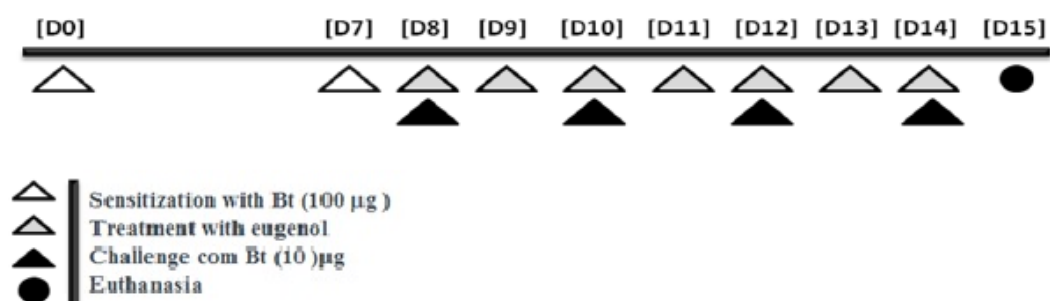 [D0] [D7] [D8] [D9] [D10] [D11] [D12] [D13] [D14] [D15]
Sensitization with Bt (100 µg )
Treatment with eugenol
Challenge com Bt (10 )µg
Euthanasia